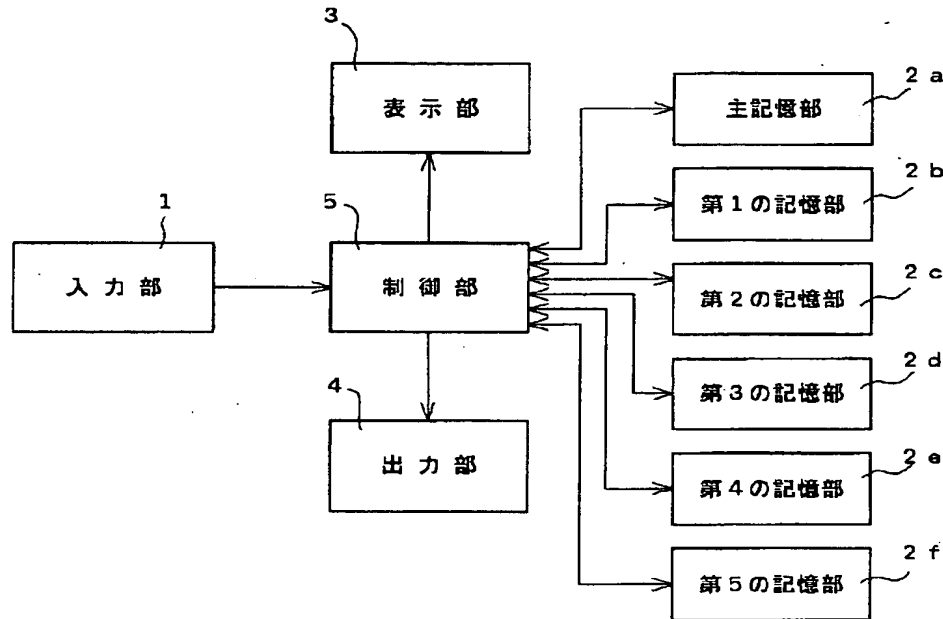 3
表示部
1
入力部
5
制御部
4
出力部
2a
主記憶部
2b
第1の記憶部
2c
第2の記憶部
2d
第3の記憶部
2e
第4の記憶部
2f
第5の記憶部